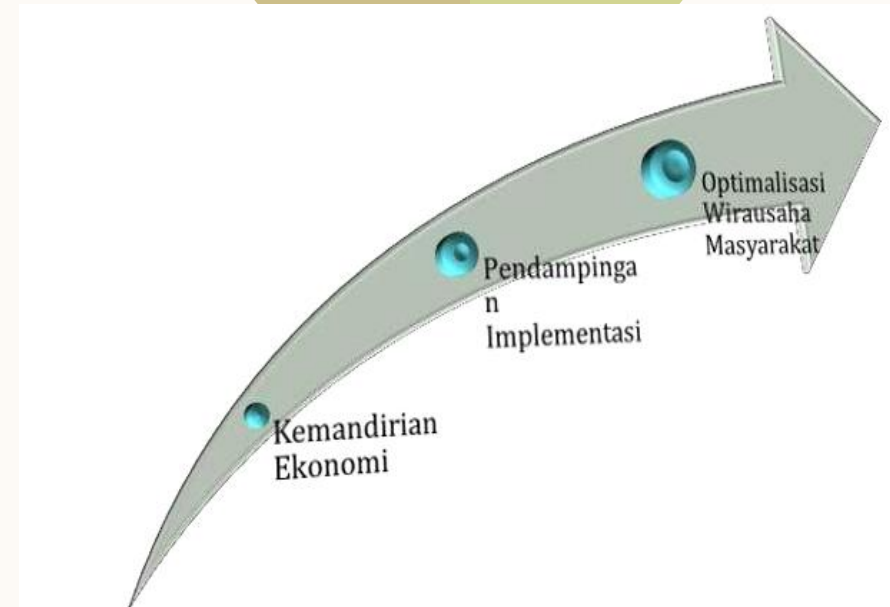 Optimalisasi
Wirausaha
Masyarakat
Pendampinga
n
Implementasi
Kemandirian
Ekonomi